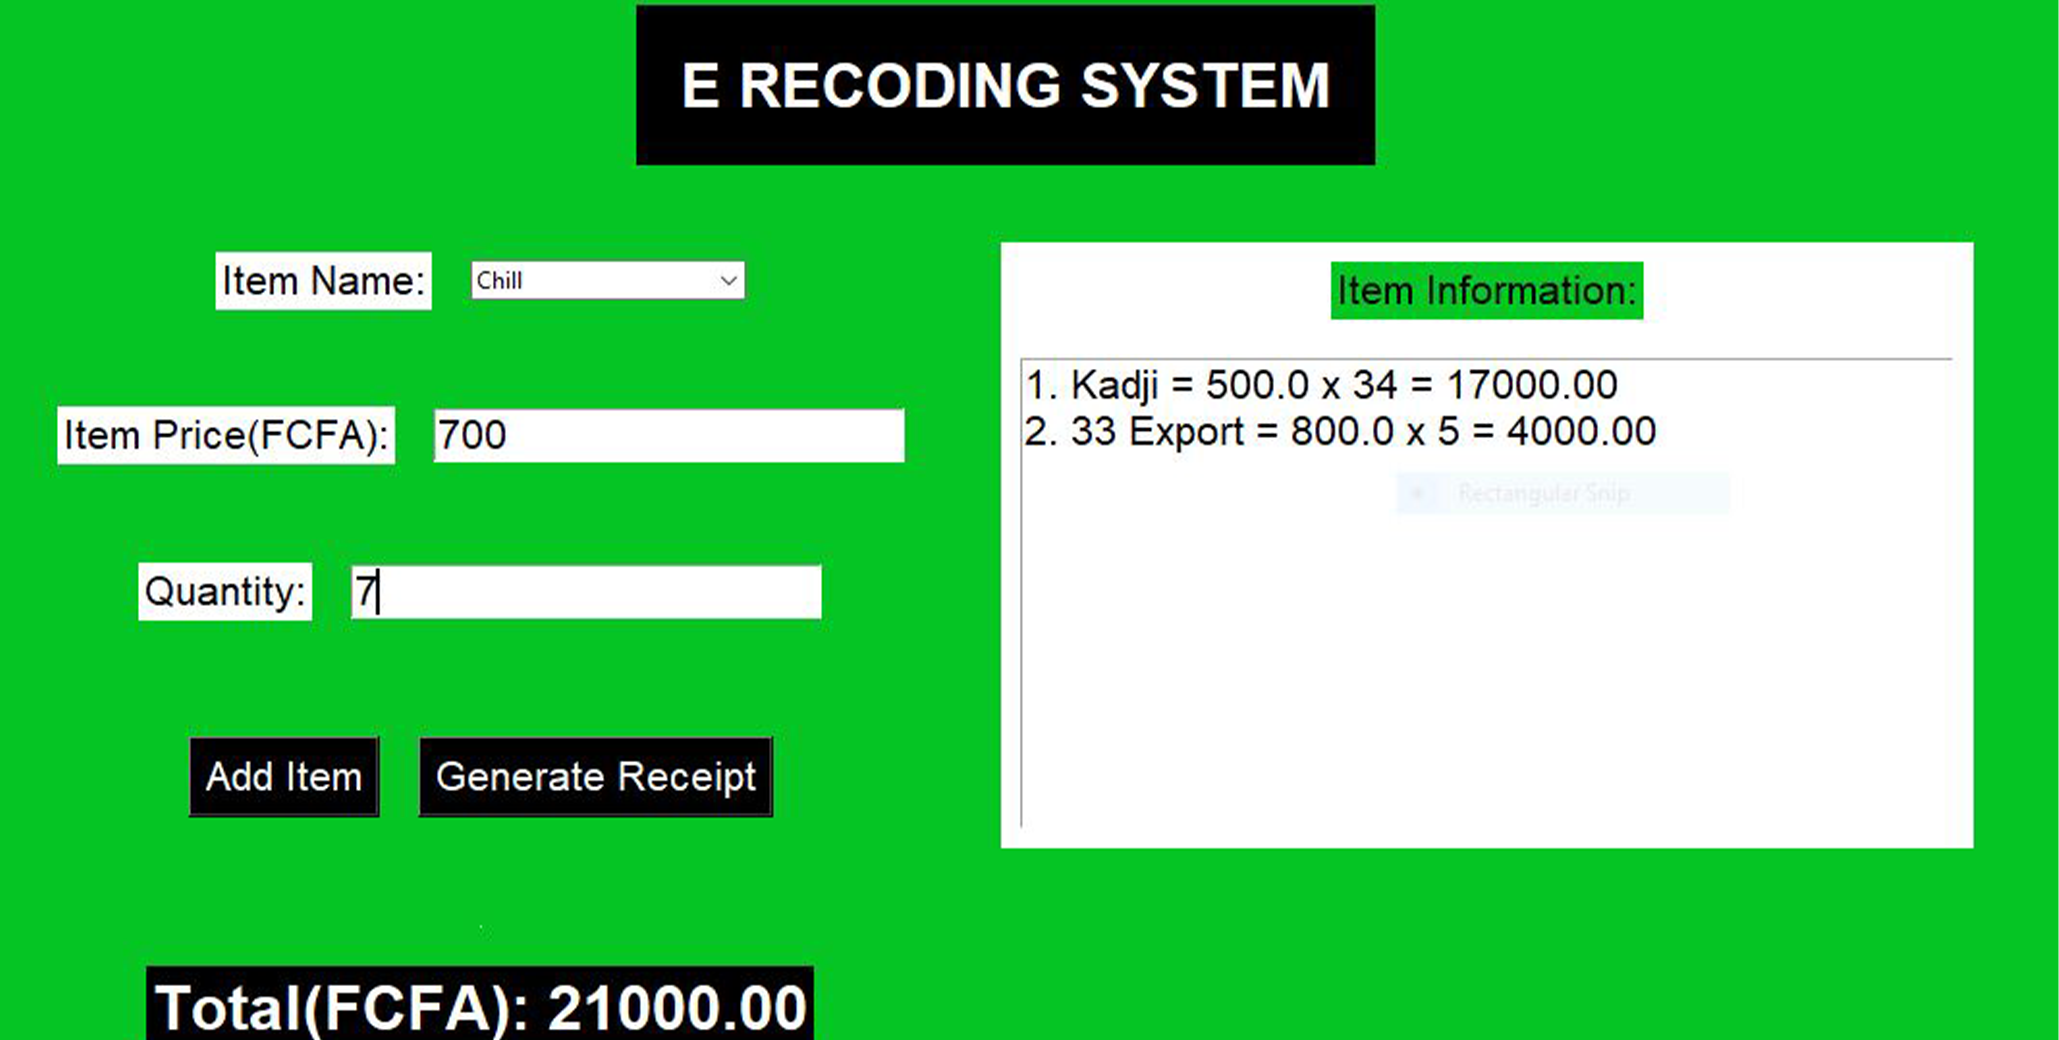 E RECODING SYSTEM
Item Name:
Chill
Item Price(FCFA):
700
Quantity:
7
Add Item
Generate Receipt
Total(FCFA): 21000.00
Item Information:
1. Kadji = 500.0 x 34 = 17000.00
2. 33 Export = 800.0 x 5 = 4000.00
Rectangular Snip